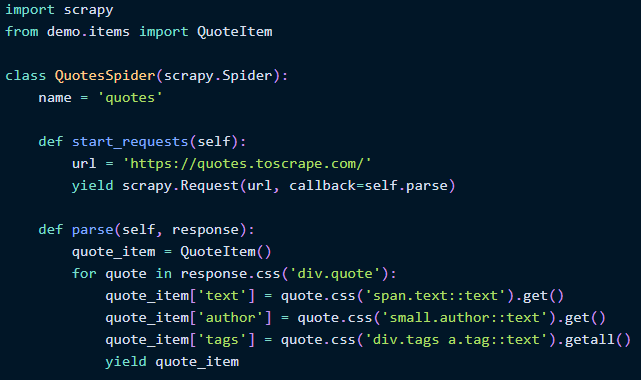 import scrapy
from demo.items import QuoteItem

class QuotesSpider(scrapy.Spider):
    name = 'quotes'

    def start_requests(self):
        url = 'https://quotes.toscrape.com/'
        yield scrapy.Request(url, callback=self.parse)

    def parse(self, response):
        quote_item = QuoteItem()
        for quote in response.css('div.quote'):
            quote_item['text'] = quote.css('span.text::text').get()
            quote_item['author'] = quote.css('small.author::text').get()
            quote_item['tags'] = quote.css('div.tags a.tag::text').getall()
            yield quote_item